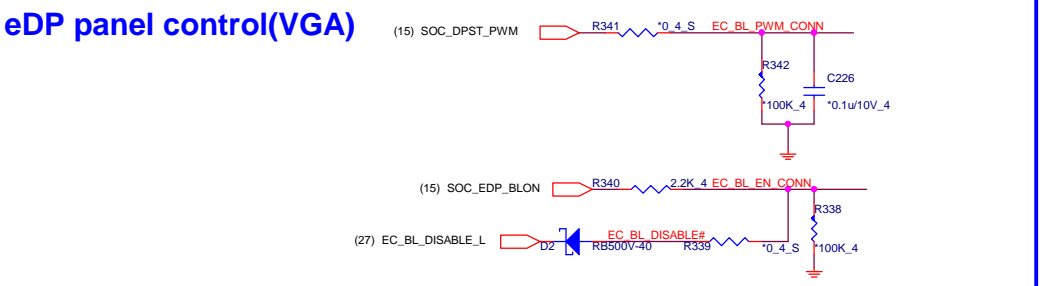 eDP panel control(VGA)
(15) SOC_DPST_PWM
R341
*0_4_S
EC_BL_PWM_CONN
R342
*100K_4
C226
*0.1u/10V_4
(15) SOC_EDP_BLON
R340
2.2K_4
EC_BL_EN_CONN
R338
*100K_4
(27) EC_BL_DISABLE_L
D2
RB500V-40
EC_BL_DISABLE#
R339
*0_4_S